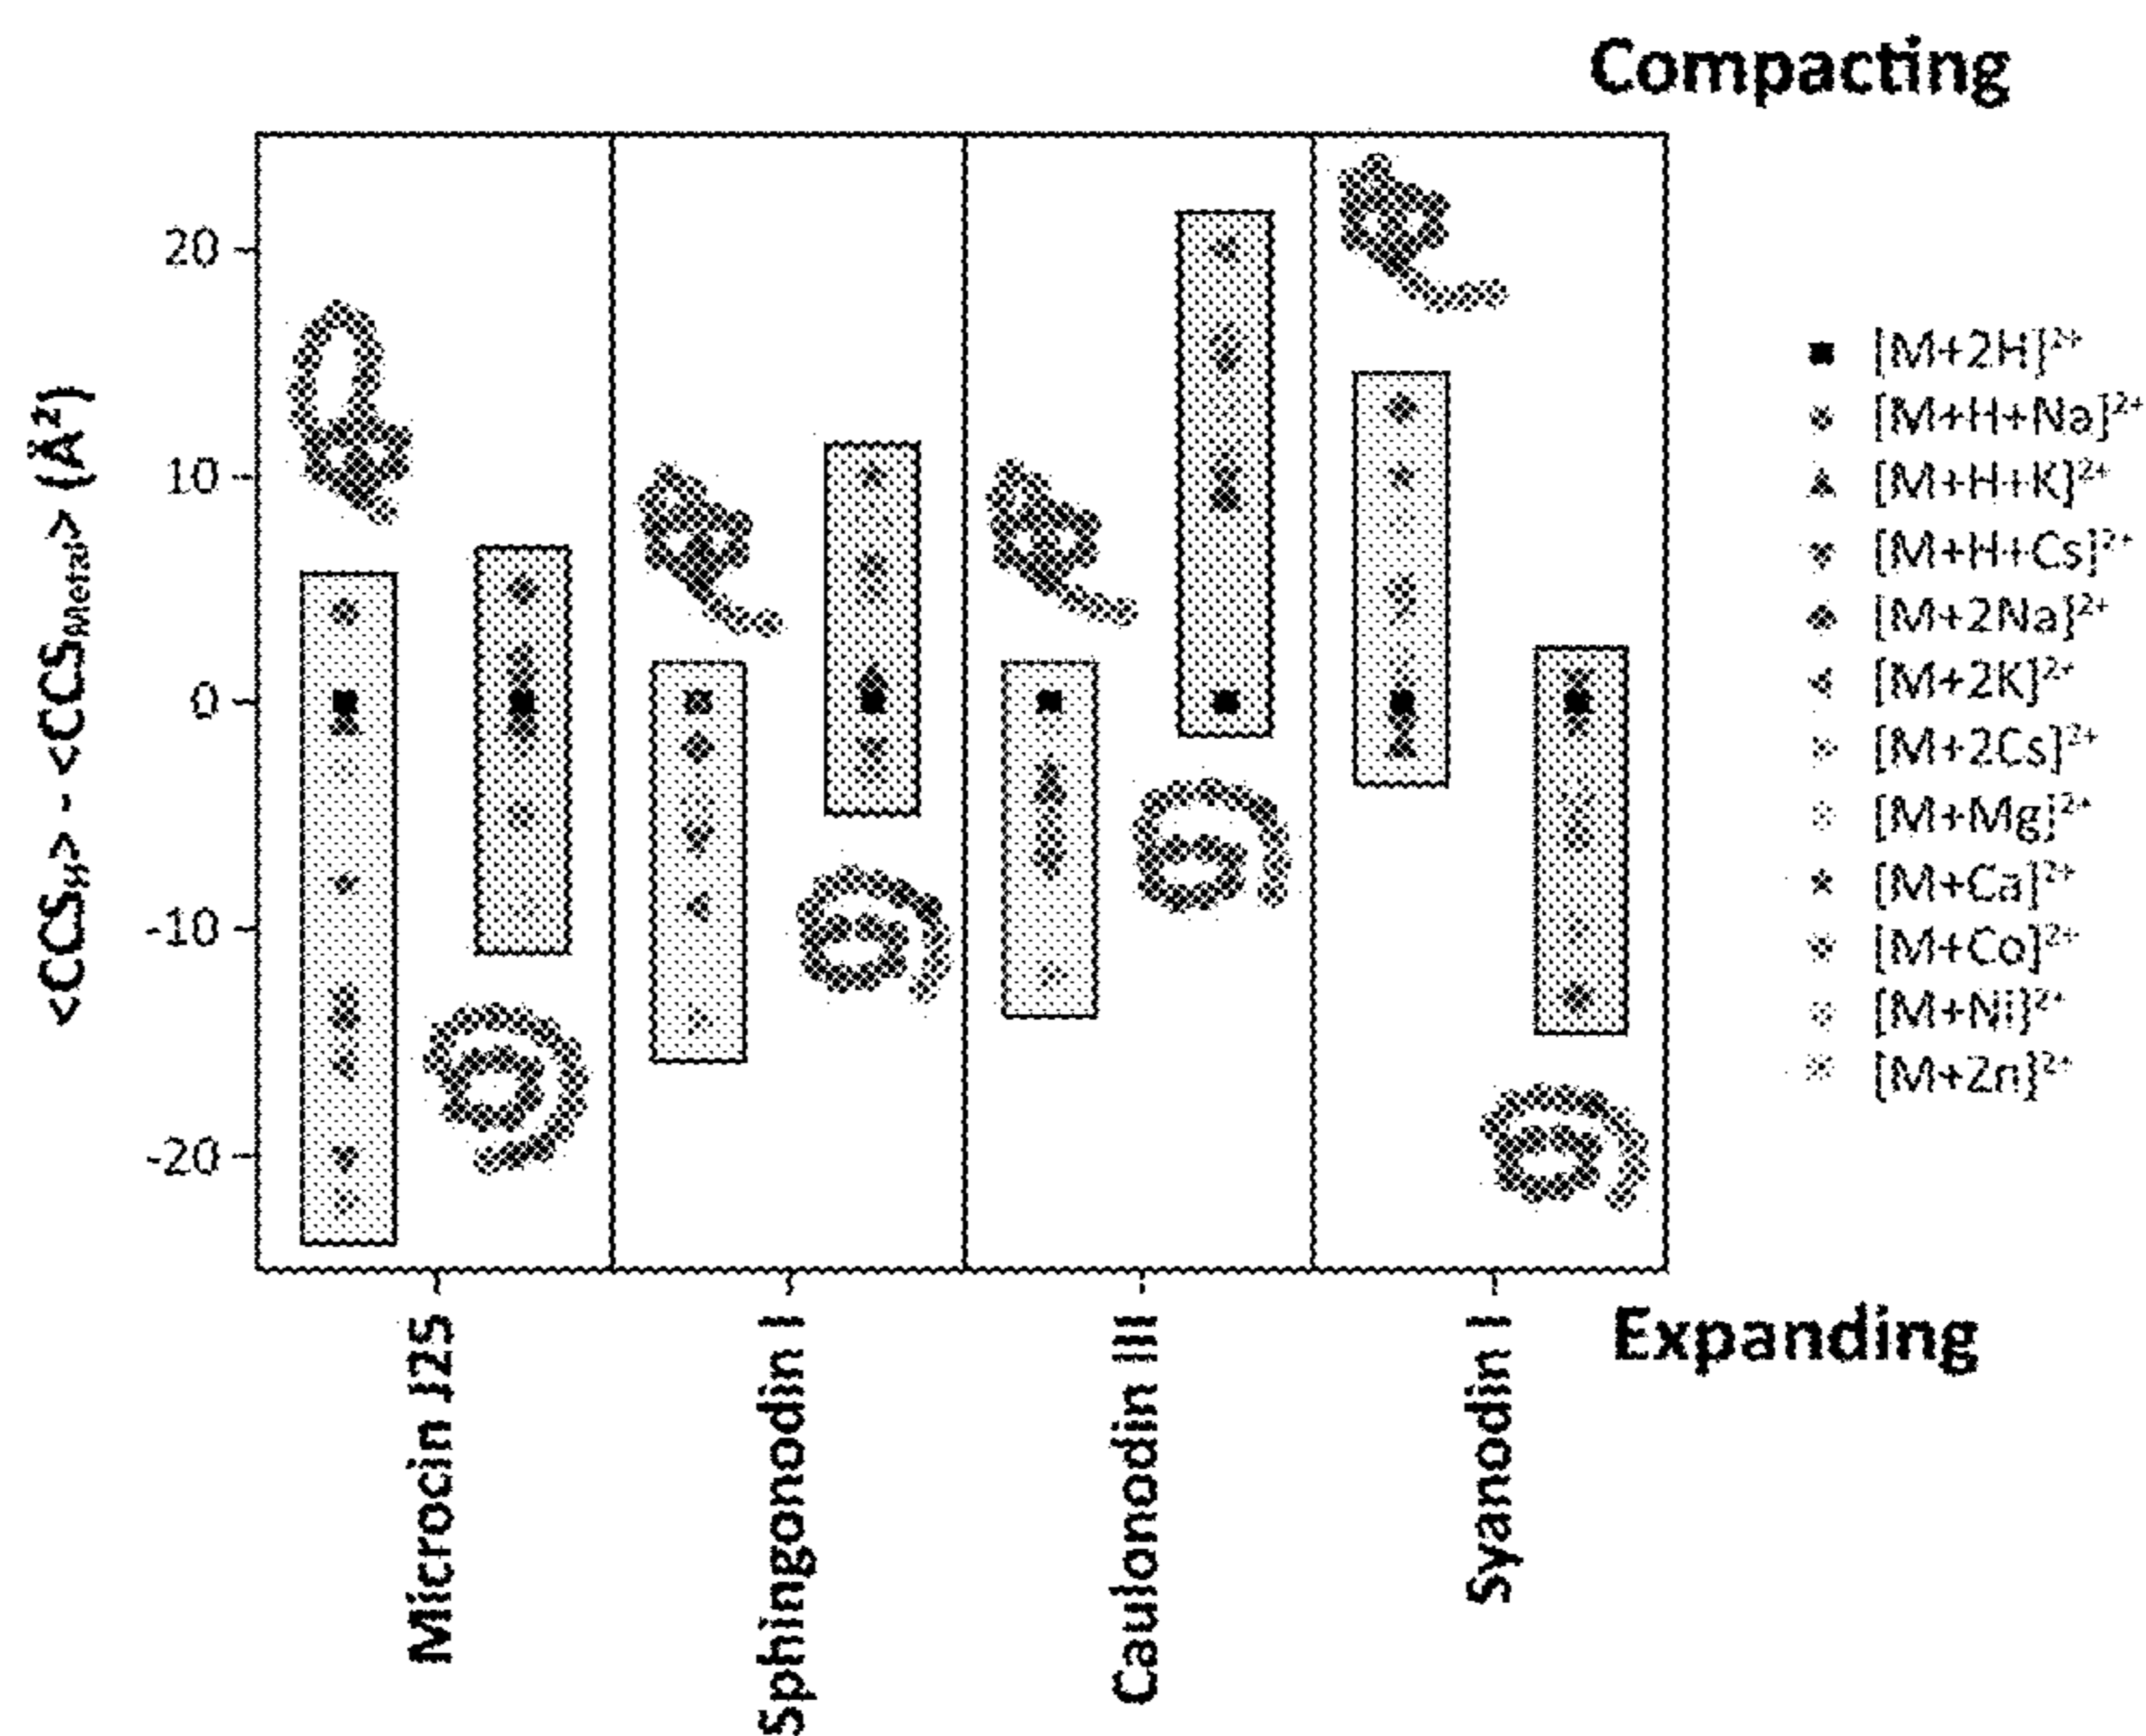 Compacting
<CCS_H> - <CCS_Metal> (Å²)
20
10
0
-10
-20
[M+2H]²⁺
[M+H+Na]²⁺
[M+H+K]²⁺
[M+H+Cs]²⁺
[M+2Na]²⁺
[M+2K]²⁺
[M+2Cs]²⁺
[M+Mg]²⁺
[M+Ca]²⁺
[M+Co]²⁺
[M+Ni]²⁺
[M+Zn]²⁺
Microcin J25
Sphingonodin I
Caulonodin III
Syanodin I
Expanding